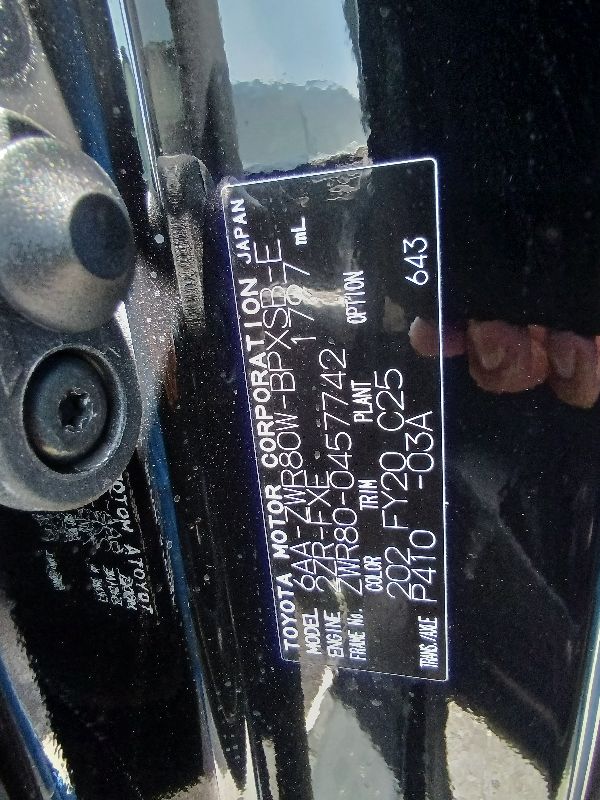 TOYOTA MOTOR CORPORATION JAPAN
MODEL 6AA-ZWR80W-BPXSB-E
ENGINE 2ZR-FXE 1797 mL
FRAME No. ZWR80-0457742
COLOR TRIM PLANT OPTION
202 FY20 C25 643
TRANS./AXLE P410 -03A